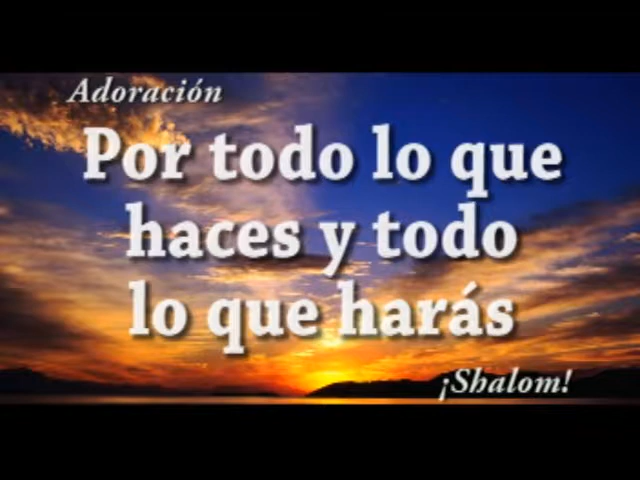 Adoración
Por todo lo que
haces y todo
lo que harás
¡Shalom!